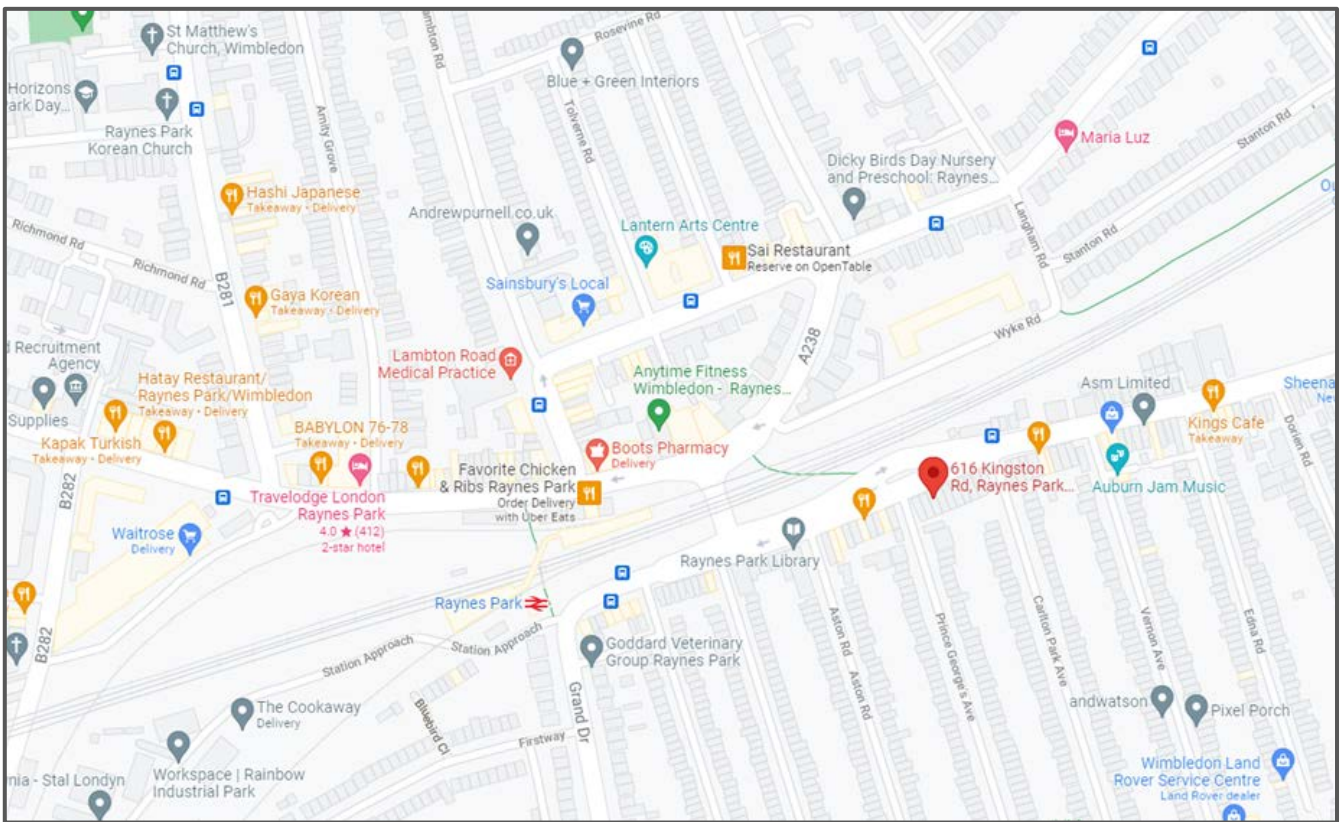 St Matthew's
Church, Wimbledon
Horizons
ark Day...
Raynes Park
Korean Church
Amity Grove
ambton Rd
Rosevine Rd
Blue + Green Interiors
Tolverne Rd
Maria Luz
Stanton Rd
Dicky Birds Day Nursery
and Preschool: Raynes...
Hashi Japanese
Takeaway • Delivery
Andrewpurnell.co.uk
Lantern Arts Centre
Langham Rd
Stanton Rd
Richmond Rd
Richmond Rd
B281
Sai Restaurant
Reserve on OpenTable
Sainsbury's Local
Gaya Korean
Takeaway • Delivery
Wyke Rd
A238
d Recruitment
Agency
Lambton Road
Medical Practice
Anytime Fitness
Wimbledon - Raynes...
Hatay Restaurant/
Raynes Park/Wimbledon
Takeaway • Delivery
Asm Limited
Sheena
Ne
Supplies
Kapak Turkish
Takeaway • Delivery
BABYLON 76-78
Takeaway • Delivery
Kings Cafe
Takeaway
Dorien Rd
Boots Pharmacy
Delivery
Favorite Chicken
& Ribs Raynes Park
Order Delivery
with Uber Eats
616 Kingston
Rd, Raynes Park...
Auburn Jam Music
B282
Travelodge London
Raynes Park
4.0 ★ (412)
2-star hotel
Waitrose
Delivery
Raynes Park Library
Raynes Park
B282
Station Approach
Station Approach
Goddard Veterinary
Group Raynes Park
Aston Rd
Aston Rd
Prince George's Ave
Carlton Park Ave
Vernon Ave
Edna Rd
The Cookaway
Delivery
Bluebird Cl
Grand Dr
Firstway
andwatson
Pixel Porch
nia - Stal Londyn
Workspace | Rainbow
Industrial Park
Wimbledon Land
Rover Service Centre
Land Rover dealer